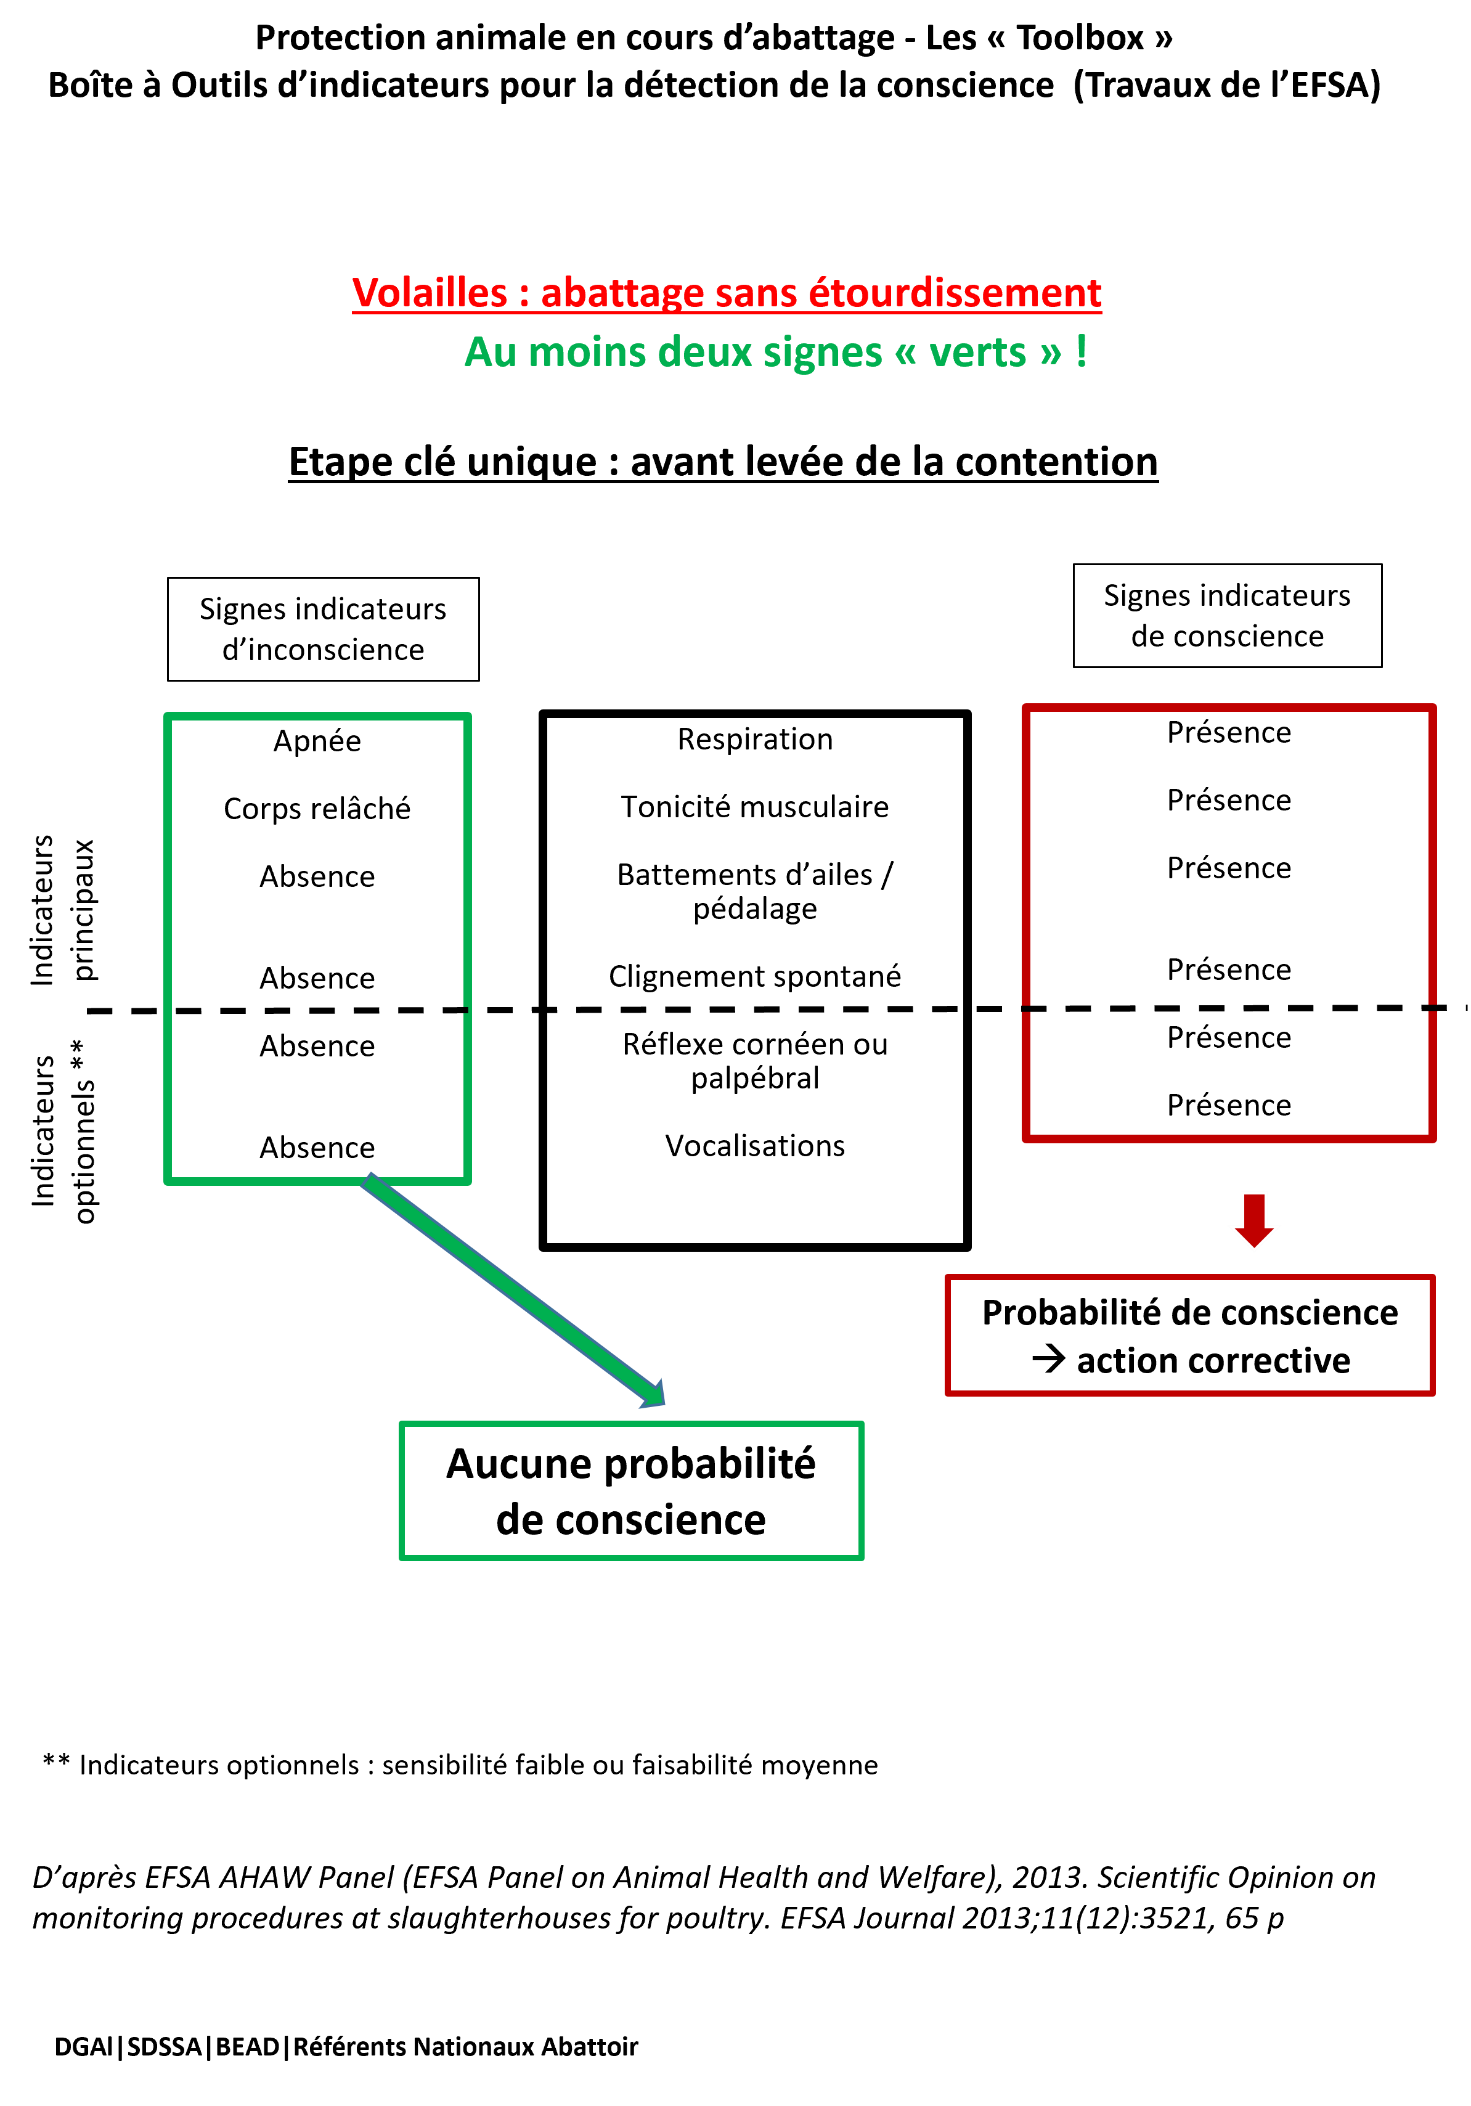 Protection animale en cours d’abattage - Les « Toolbox »
Boîte à Outils d’indicateurs pour la détection de la conscience (Travaux de l’EFSA)
Volailles : abattage sans étourdissement
Au moins deux signes « verts » !
Etape clé unique : avant levée de la contention
Signes indicateurs
d’inconscience
Signes indicateurs
de conscience
Indicateurs
principaux
Apnée
Corps relâché
Absence
Absence
Respiration
Tonicité musculaire
Battements d’ailes /
pédalage
Clignement spontané
Présence
Présence
Présence
Présence
Indicateurs
optionnels **
Absence
Absence
Réflexe cornéen ou
palpébral
Vocalisations
Présence
Présence
Probabilité de conscience
→ action corrective
Aucune probabilité
de conscience
** Indicateurs optionnels : sensibilité faible ou faisabilité moyenne
D’après EFSA AHAW Panel (EFSA Panel on Animal Health and Welfare), 2013. Scientific Opinion on
monitoring procedures at slaughterhouses for poultry. EFSA Journal 2013;11(12):3521, 65 p
DGAl|SDSSA|BEAD|Référents Nationaux Abattoir